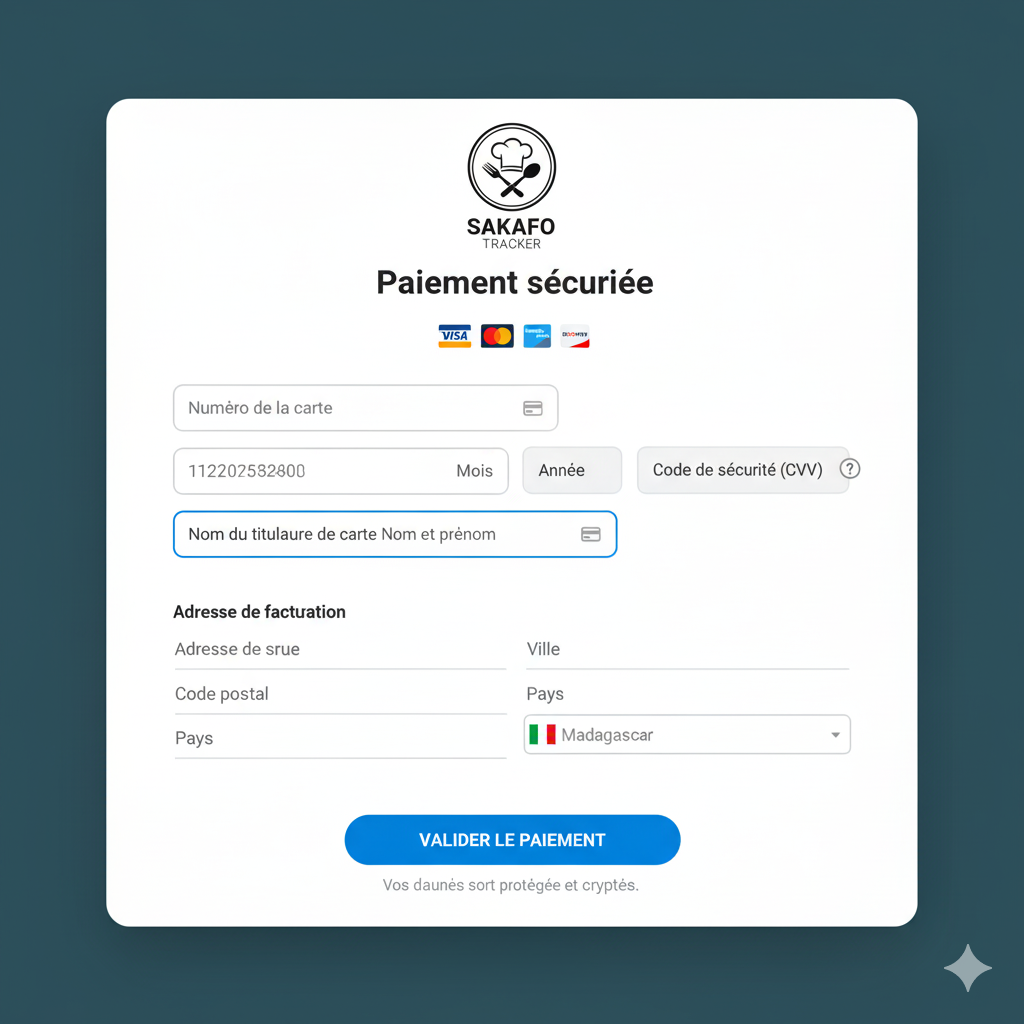 SAKAFO
TRACKER
Paiement sécuriée
VISA
Numéro de la carte
112202532800 Mois Année Code de sécurité (CVV) ?
Nom du titulaure de carte Nom et prénom
Adresse de facturation
Adresse de srue Ville
Code postal Pays
Pays Madagascar
VALIDER LE PAIEMENT
Vos daunés sort protégée et cryptés.